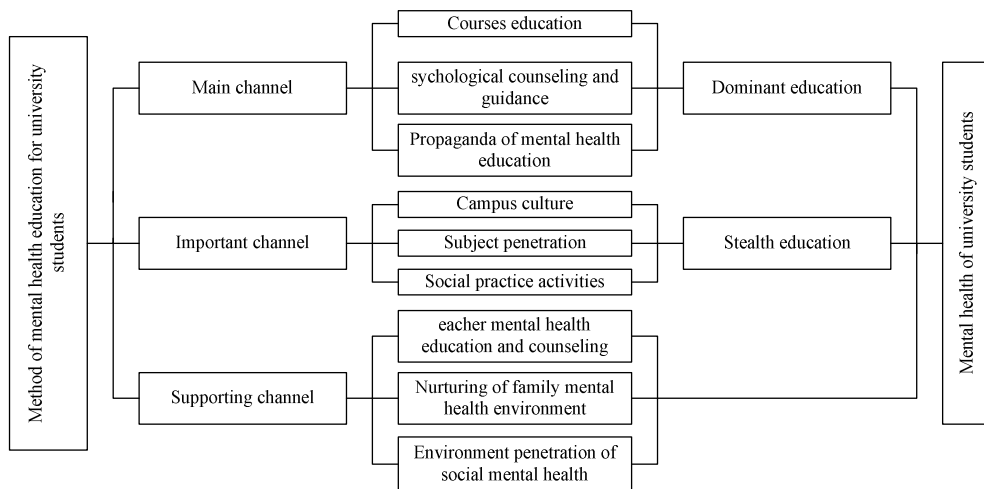 Method of mental health education for university
students
Main channel
Important channel
Supporting channel
Courses education
sychological counseling and
guidance
Propaganda of mental health
education
Campus culture
Subject penetration
Social practice activities
eacher mental health
education and counseling
Nurturing of family mental
health environment
Environment penetration of
social mental health
Dominant education
Stealth education
Mental health of university students